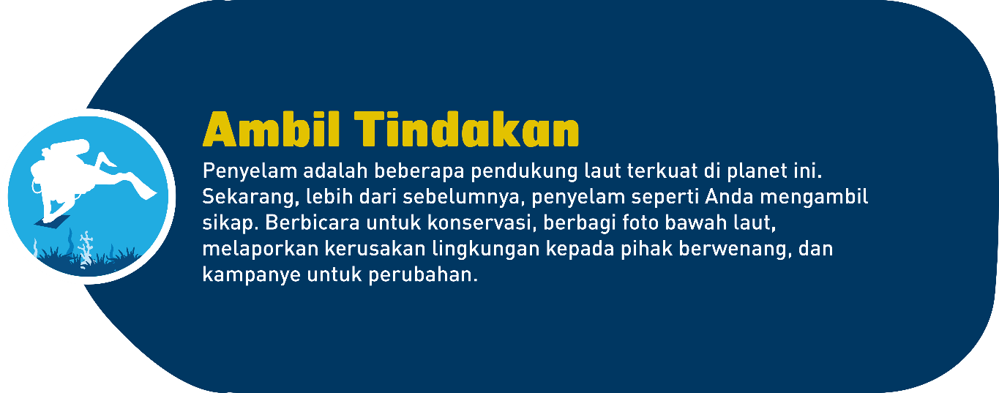 Ambil Tindakan
Penyelam adalah beberapa pendukung laut terkuat di planet ini.
Sekarang, lebih dari sebelumnya, penyelam seperti Anda mengambil
sikap. Berbicara untuk konservasi, berbagi foto bawah laut,
melaporkan kerusakan lingkungan kepada pihak berwenang, dan
kampanye untuk perubahan.